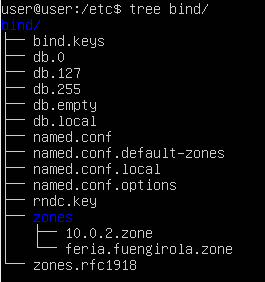 user@user:/etc$ tree bind/
bind/
├── bind.keys
├── db.0
├── db.127
├── db.255
├── db.empty
├── db.local
├── named.conf
├── named.conf.default-zones
├── named.conf.local
├── named.conf.options
├── rndc.key
├── zones
│   ├── 10.0.2.zone
│   └── feria.fuengirola.zone
└── zones.rfc1918